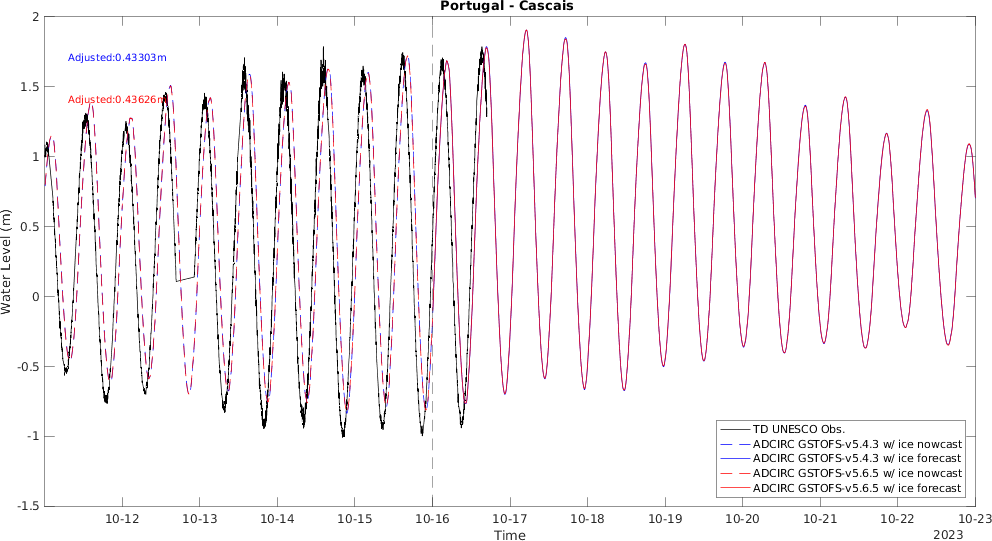 Portugal - Cascais
2
1.5
1
0.5
0
-0.5
-1
-1.5
Water Level (m)
Adjusted:0.43303m
Adjusted:0.43626m
TD UNESCO Obs.
ADCIRC GSTOFS-v5.4.3 w/ ice nowcast
ADCIRC GSTOFS-v5.4.3 w/ ice forecast
ADCIRC GSTOFS-v5.6.5 w/ ice nowcast
ADCIRC GSTOFS-v5.6.5 w/ ice forecast
10-12 10-13 10-14 10-15 10-16 10-17 10-18 10-19 10-20 10-21 10-22 10-23
Time
2023